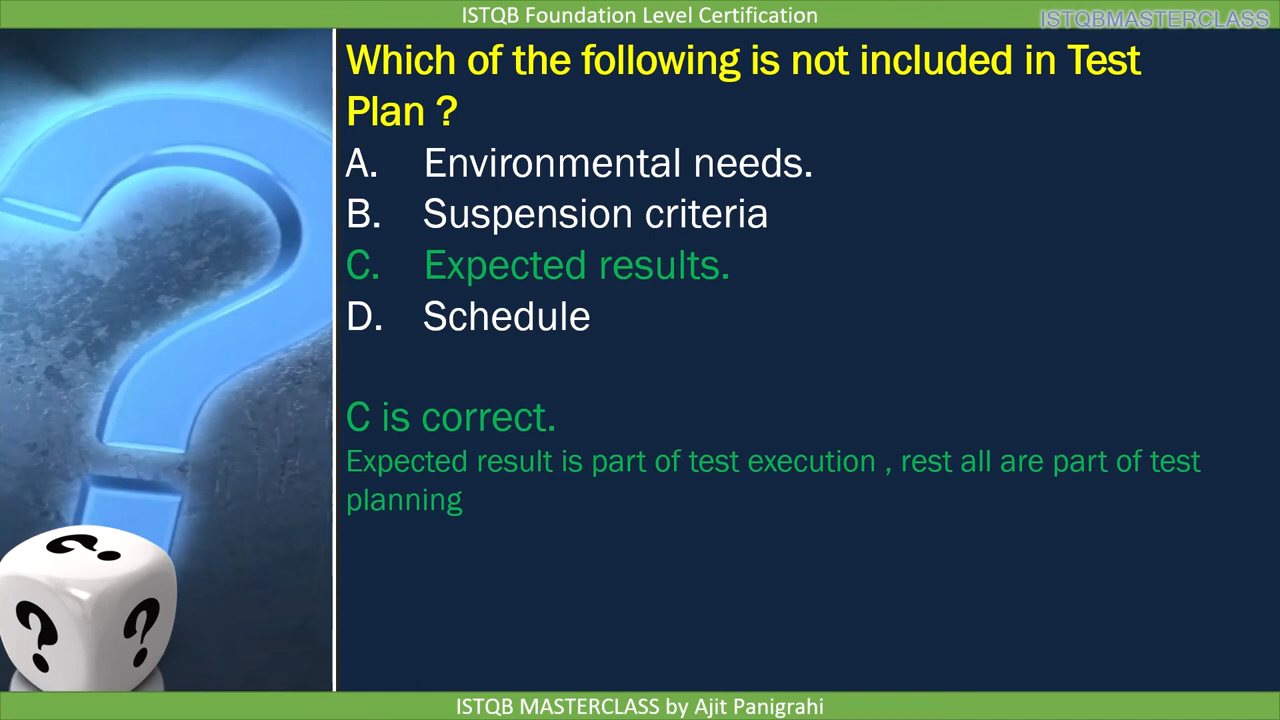 ISTQB Foundation Level Certification
ISTQBMASTERCLASS
Which of the following is not included in Test
Plan ?
A. Environmental needs.
B. Suspension criteria
C. Expected results.
D. Schedule
C is correct.
Expected result is part of test execution , rest all are part of test
planning
ISTQB MASTERCLASS by Ajit Panigrahi